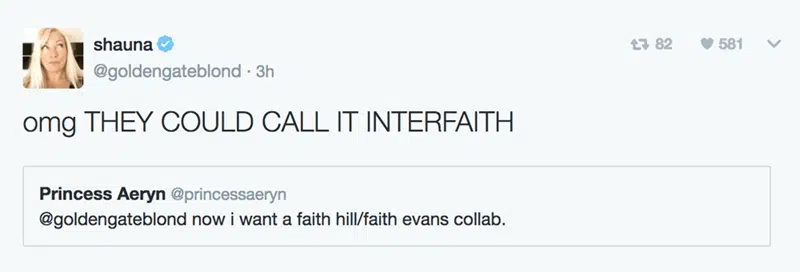 shauna
@goldengateblond · 3h
82
581
omg THEY COULD CALL IT INTERFAITH
Princess Aeryn @princessaeryn
@goldengateblond now i want a faith hill/faith evans collab.